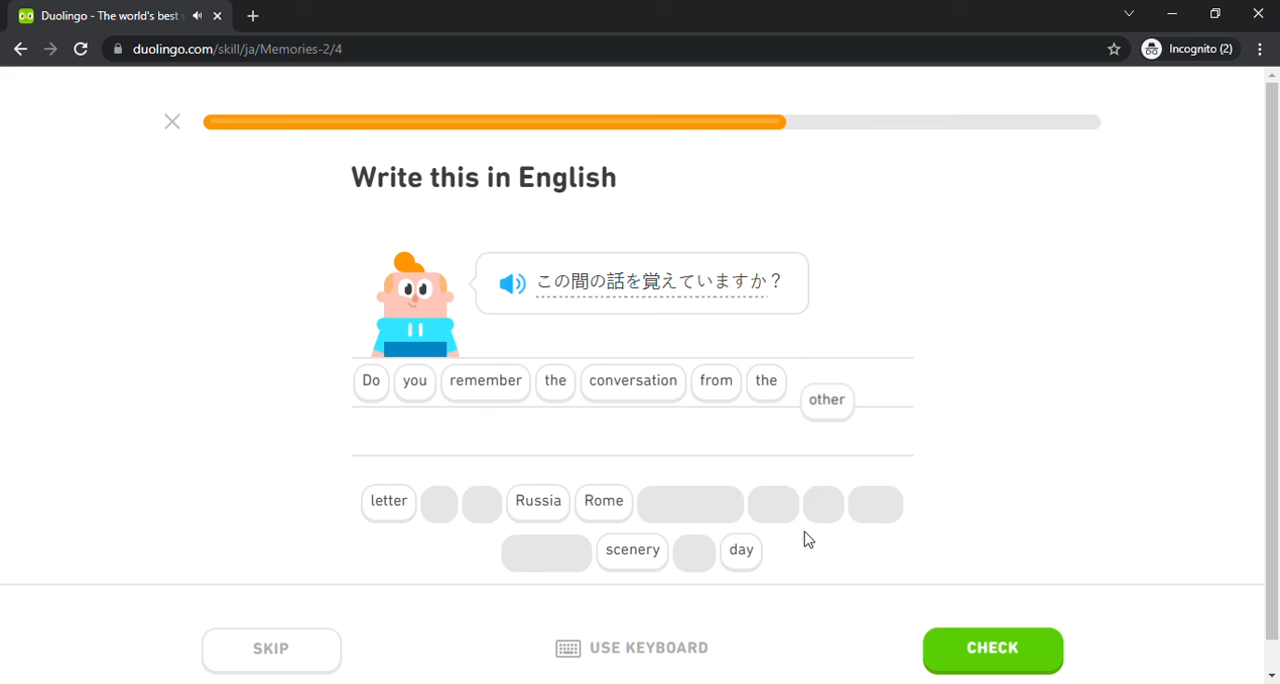 Duolingo - The world's best
duolingo.com/skill/ja/Memories-2/4
Incognito (2)
Write this in English
この間の話を覚えていますか？
Do you remember the conversation from the other
letter Russia Rome
scenery day
SKIP USE KEYBOARD CHECK